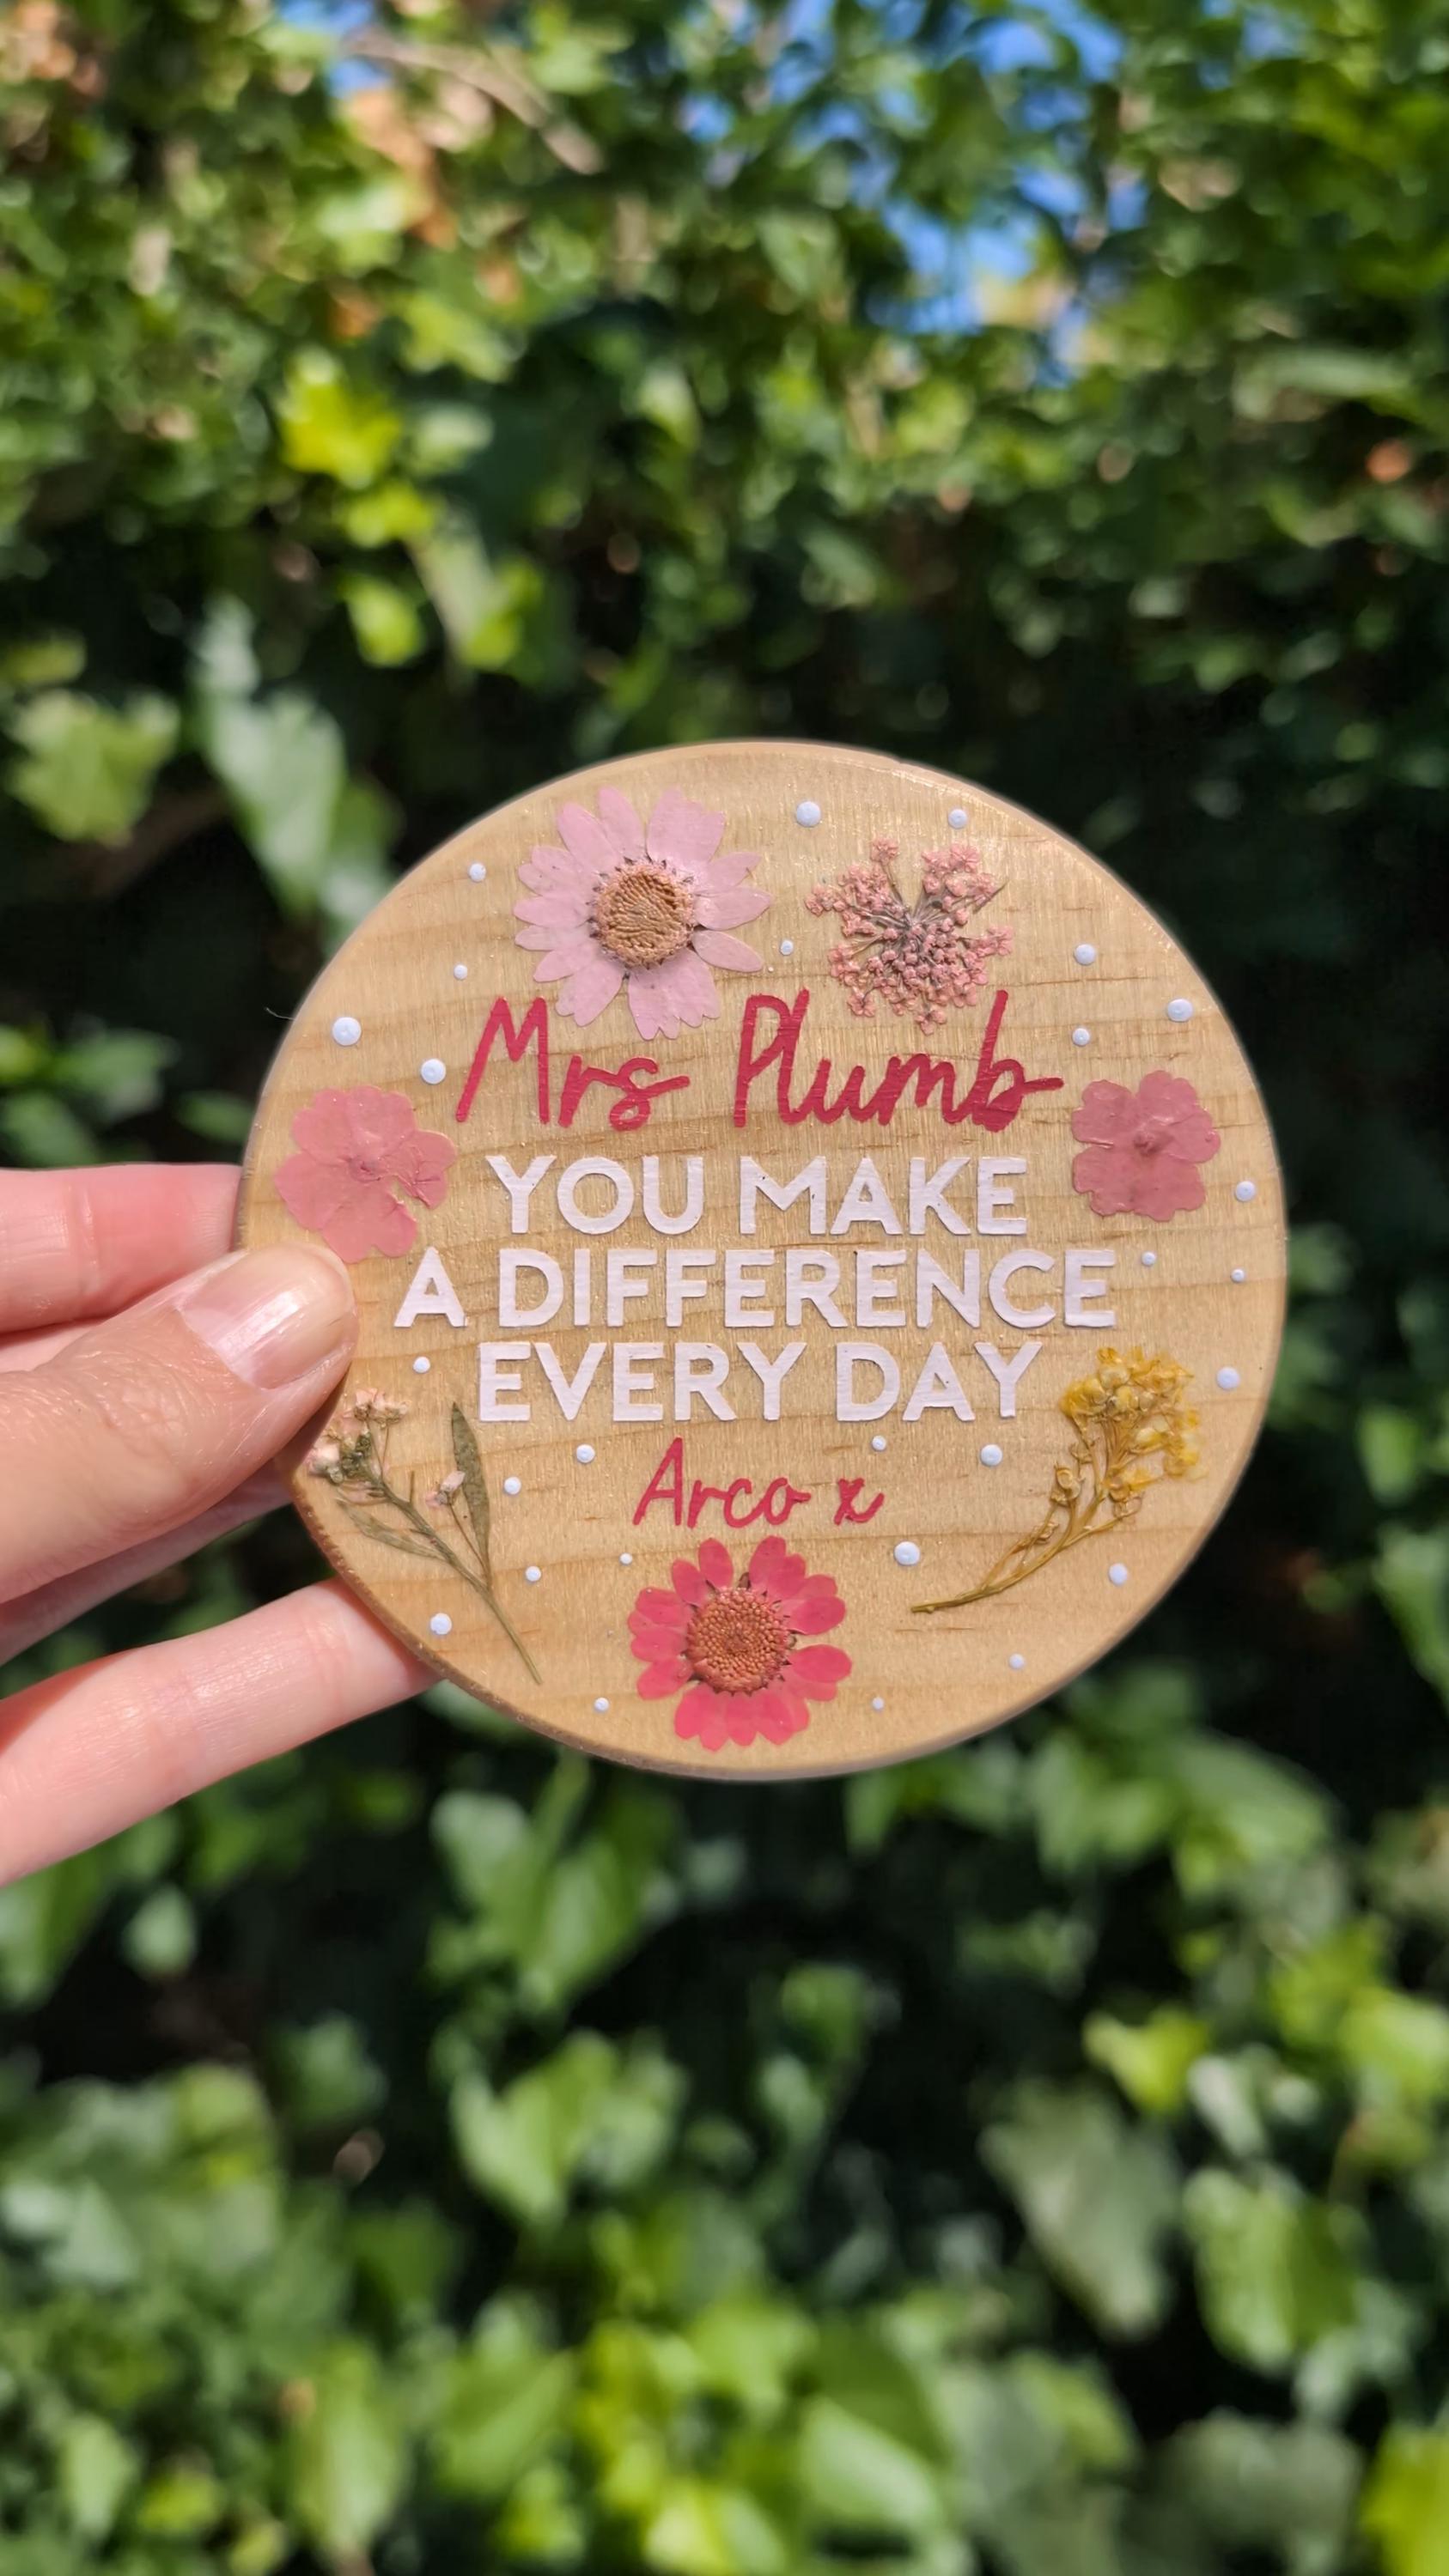 Mrs Plumb
YOU MAKE
A DIFFERENCE
EVERY DAY
Arco x